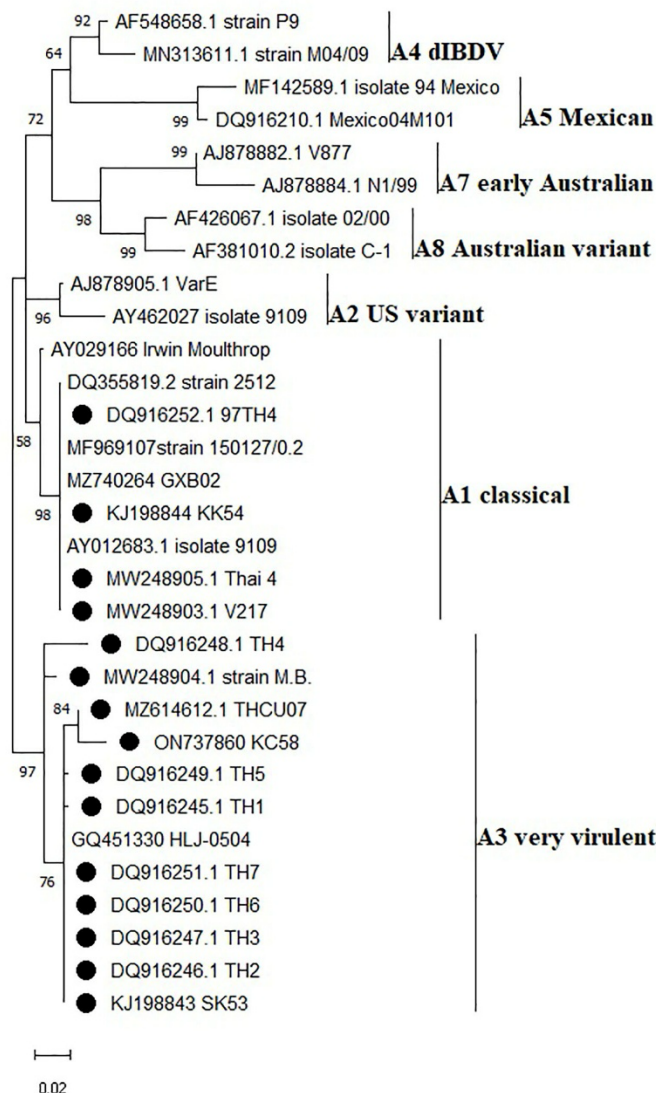 92
AF548658.1 strain P9
MN313611.1 strain M04/09
A4 dIBDV
64
MF142589.1 isolate 94 Mexico
99
DQ916210.1 Mexico04M101
A5 Mexican
72
99
AJ878882.1 V877
AJ878884.1 N1/99
A7 early Australian
98
AF426067.1 isolate 02/00
99
AF381010.2 isolate C-1
A8 Australian variant
AJ878905.1 VarE
96
AY462027 isolate 9109
A2 US variant
AY029166 Irwin Moulthrop
DQ355819.2 strain 2512
DQ916252.1 97TH4
58
MF969107strain 150127/0.2
MZ740264 GXB02
98
KJ198844 KK54
AY012683.1 isolate 9109
MW248905.1 Thai 4
MW248903.1 V217
A1 classical
DQ916248.1 TH4
MW248904.1 strain M.B.
84
MZ614612.1 THCU07
ON737860 KC58
97
DQ916249.1 TH5
DQ916245.1 TH1
GQ451330 HLJ-0504
A3 very virulent
76
DQ916251.1 TH7
DQ916250.1 TH6
DQ916247.1 TH3
DQ916246.1 TH2
KJ198843 SK53
0.02